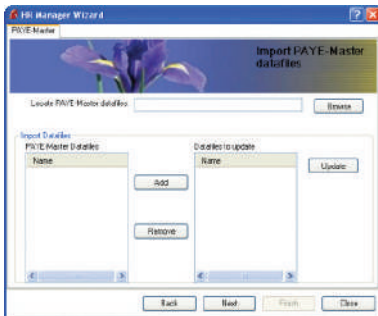 HR Manager Wizard
PAYE-Master
Import PAYE-Master
datafiles
Locate PAYE-Master datafiles:
Browse
Import Datafiles
PAYE-Master Datafiles
Datafiles to update
Name
Name
Update
Add
Remove
Back
Next
Finish
Close